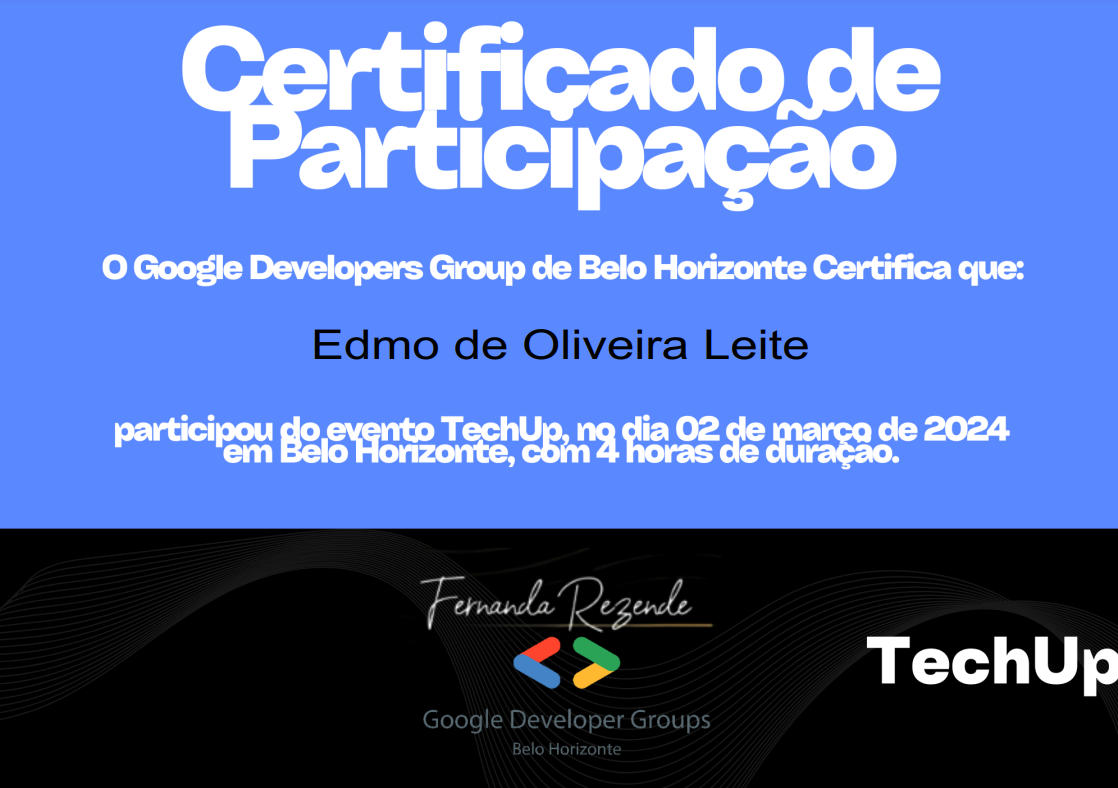 Certificado de
Participação
O Google Developers Group de Belo Horizonte Certifica que:
Edmo de Oliveira Leite
participou do evento TechUp, no dia 02 de março de 2024
em Belo Horizonte, com 4 horas de duração.
Fernanda Rezende
TechUp
Google Developer Groups
Belo Horizonte